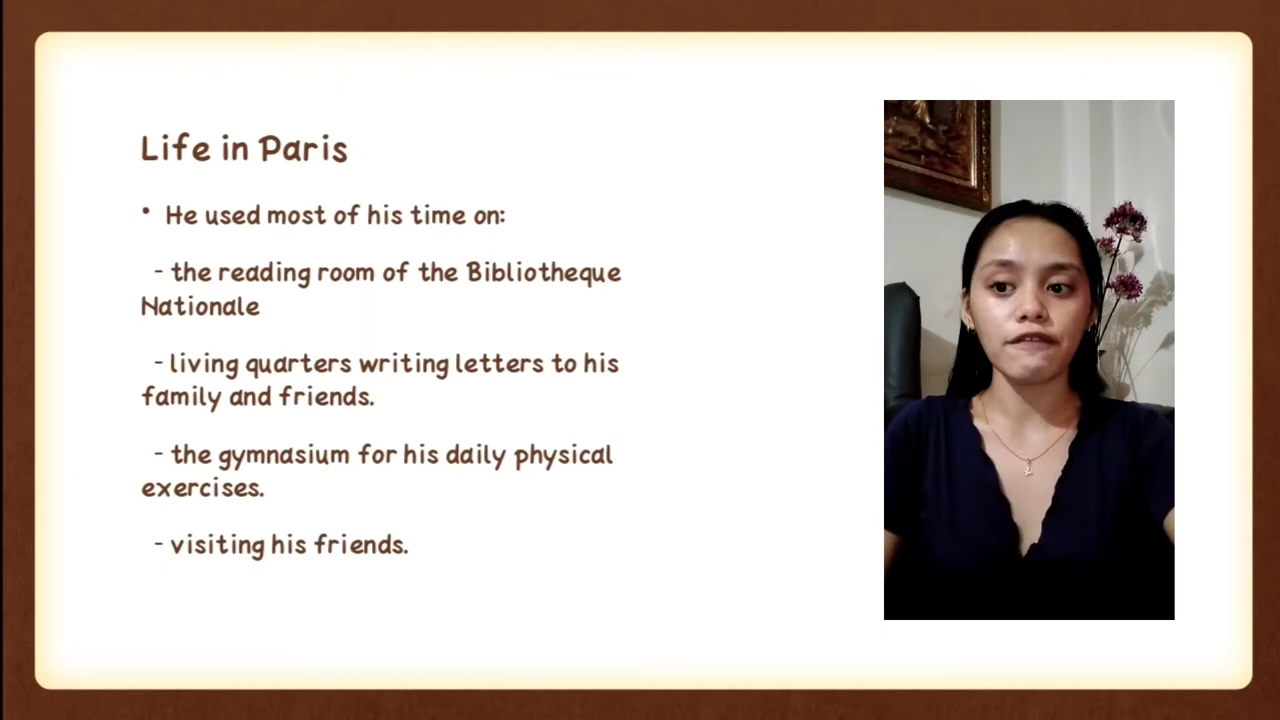 Life in Paris
• He used most of his time on:
- the reading room of the Bibliotheque
Nationale
- living quarters writing letters to his
family and friends.
- the gymnasium for his daily physical
exercises.
- visiting his friends.